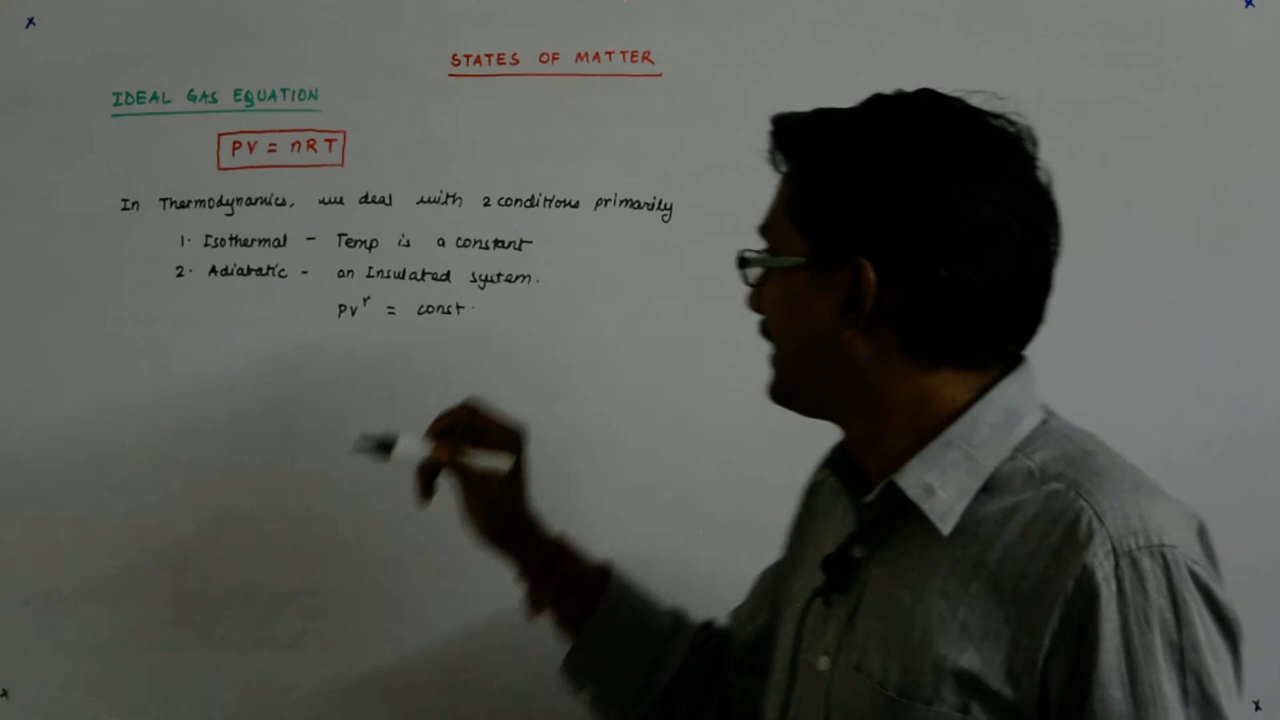 STATES OF MATTER
IDEAL GAS EQUATION
PV = nRT
In Thermodynamics, we deal with 2 conditions primarily
1. Isothermal - Temp is a constant
2. Adiabatic - an Insulated system.
PV^r = const.